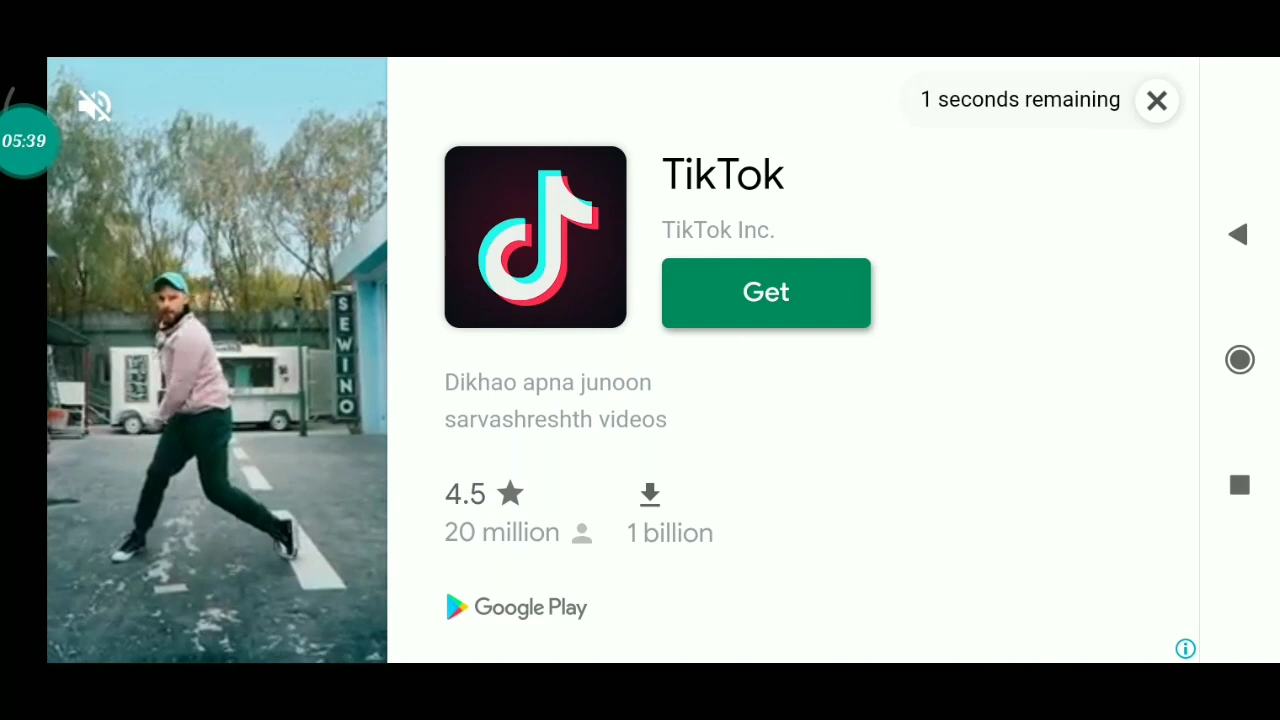 05:39
1 seconds remaining
TikTok
TikTok Inc.
Get
Dikhao apna junoon
sarvashreshth videos
4.5
20 million
1 billion
Google Play
SEWINO